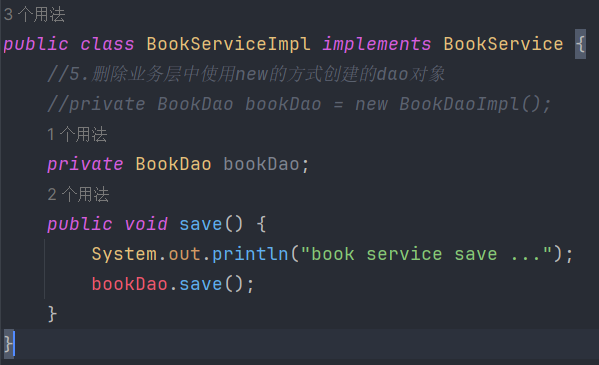 3 个用法
public class BookServiceImpl implements BookService {
//5.删除业务层中使用new的方式创建的dao对象
//private BookDao bookDao = new BookDaoImpl();
1 个用法
private BookDao bookDao;
2 个用法
public void save() {
System.out.println("book service save ...");
bookDao.save();
}
}